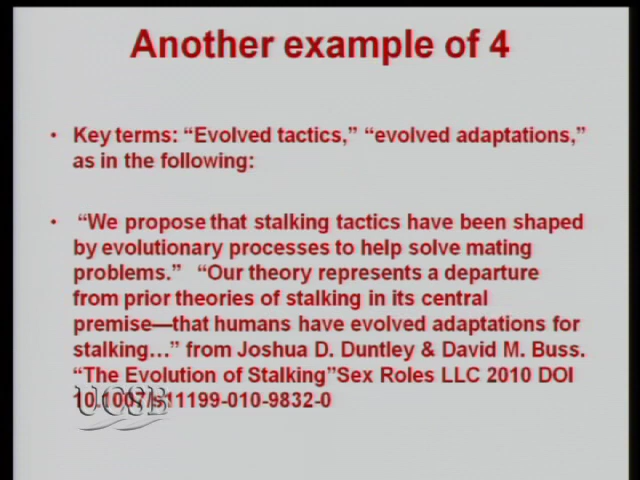 Another example of 4
• Key terms: “Evolved tactics,” “evolved adaptations,”
as in the following:
• “We propose that stalking tactics have been shaped
by evolutionary processes to help solve mating
problems.” “Our theory represents a departure
from prior theories of stalking in its central
premise—that humans have evolved adaptations for
stalking…” from Joshua D. Duntley & David M. Buss.
“The Evolution of Stalking”Sex Roles LLC 2010 DOI
10.1007/s11199-010-9832-0
UCSB